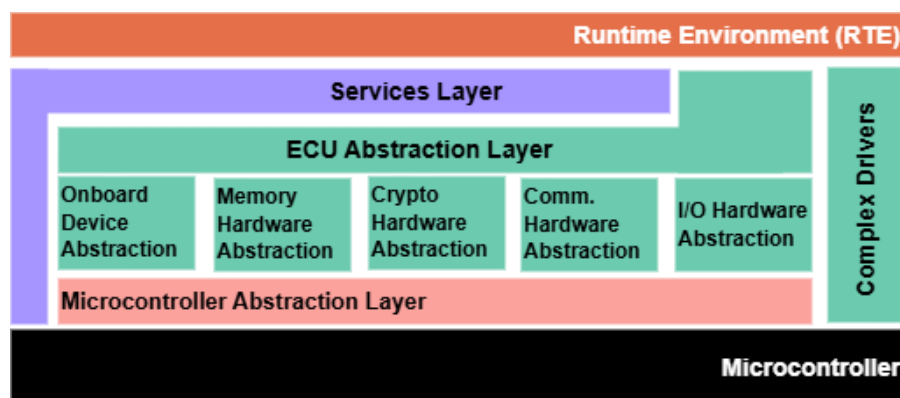 Runtime Environment (RTE)
Services Layer
ECU Abstraction Layer
Onboard
Device
Abstraction
Memory
Hardware
Abstraction
Crypto
Hardware
Abstraction
Comm.
Hardware
Abstraction
I/O Hardware
Abstraction
Complex Drivers
Microcontroller Abstraction Layer
Microcontroller